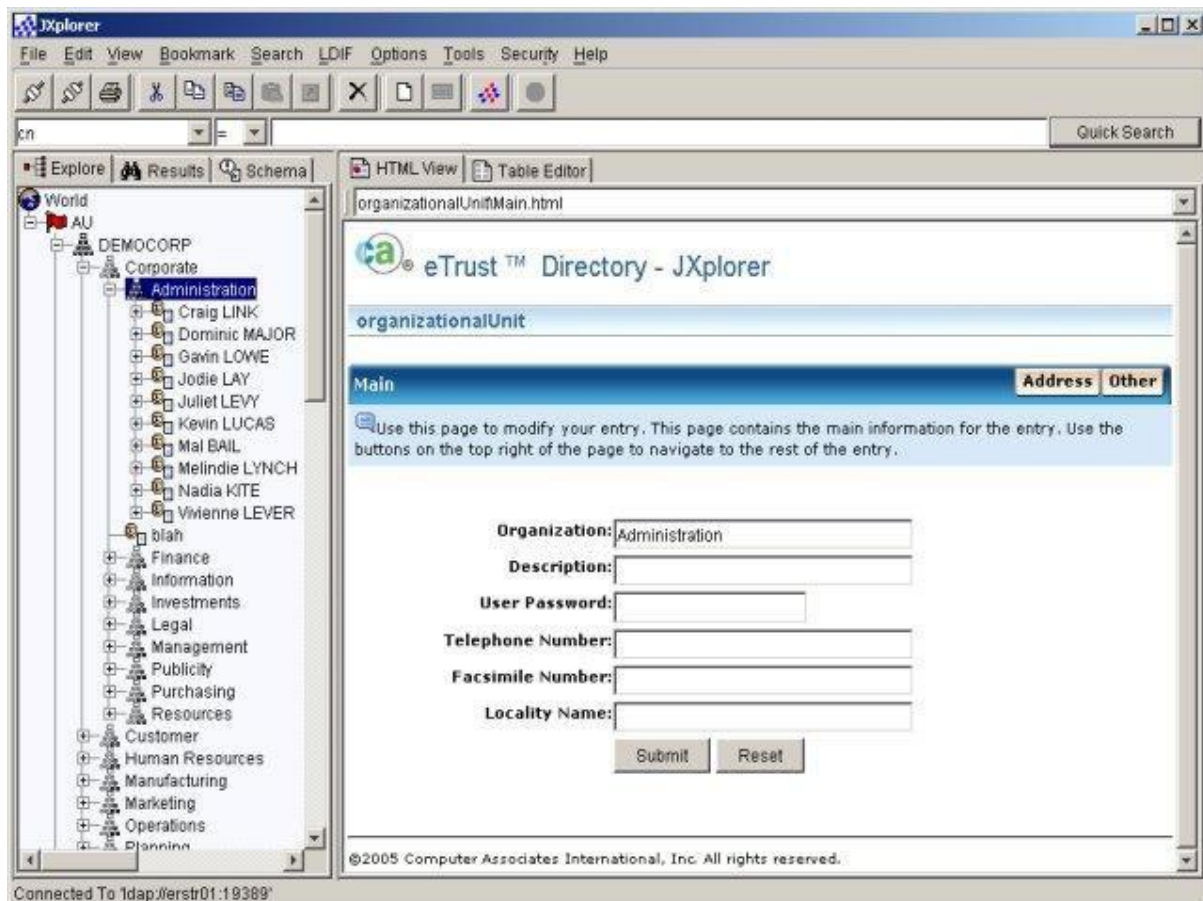 JXplorer
File Edit View Bookmark Search LDIF Options Tools Security Help
cn = Quick Search
Explore Results Schema
World
AU
DEMOCORP
Corporate
Administration
Craig LINK
Dominic MAJOR
Gavin LOWE
Jodie LAY
Juliet LEVY
Kevin LUCAS
Mal BAIL
Melindie LYNCH
Nadia KITE
Vivienne LEVER
blah
Finance
Information
Investments
Legal
Management
Publicity
Purchasing
Resources
Customer
Human Resources
Manufacturing
Marketing
Operations
Planning
HTML View Table Editor
organizationalUnit\Main.html
ca® eTrust ™ Directory - JXplorer
organizationalUnit
Main Address Other
Use this page to modify your entry. This page contains the main information for the entry. Use the
buttons on the top right of the page to navigate to the rest of the entry.
Organization: Administration
Description:
User Password:
Telephone Number:
Facsimile Number:
Locality Name:
Submit Reset
©2005 Computer Associates International, Inc. All rights reserved.
Connected To 'ldap://erstr01:19389'